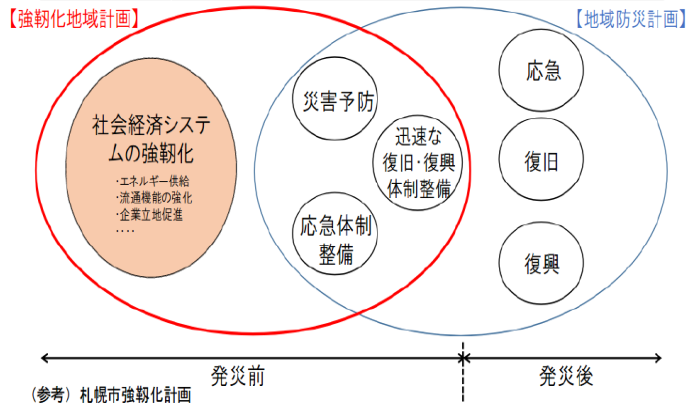 【強靭化地域計画】
【地域防災計画】
社会経済システ
ムの強靭化
・エネルギー供給
・流通機能の強化
・企業立地促進
・・・・
災害予防
迅速な
復旧・復興
体制整備
応急体制
整備
応急
復旧
復興
発災前
発災後
（参考）札幌市強靭化計画